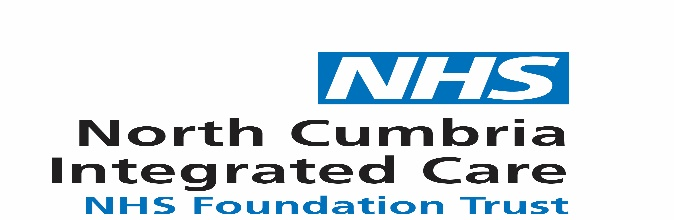 NHS
North Cumbria
Integrated Care
NHS Foundation Trust